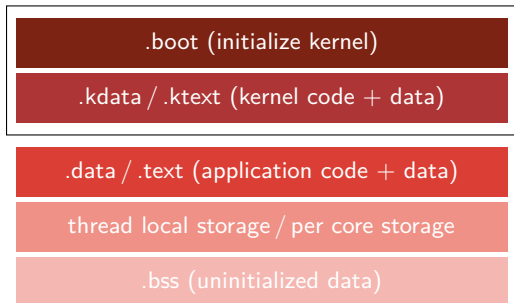 .boot (initialize kernel)
.kdata / .ktext (kernel code + data)
.data / .text (application code + data)
thread local storage / per core storage
.bss (uninitialized data)